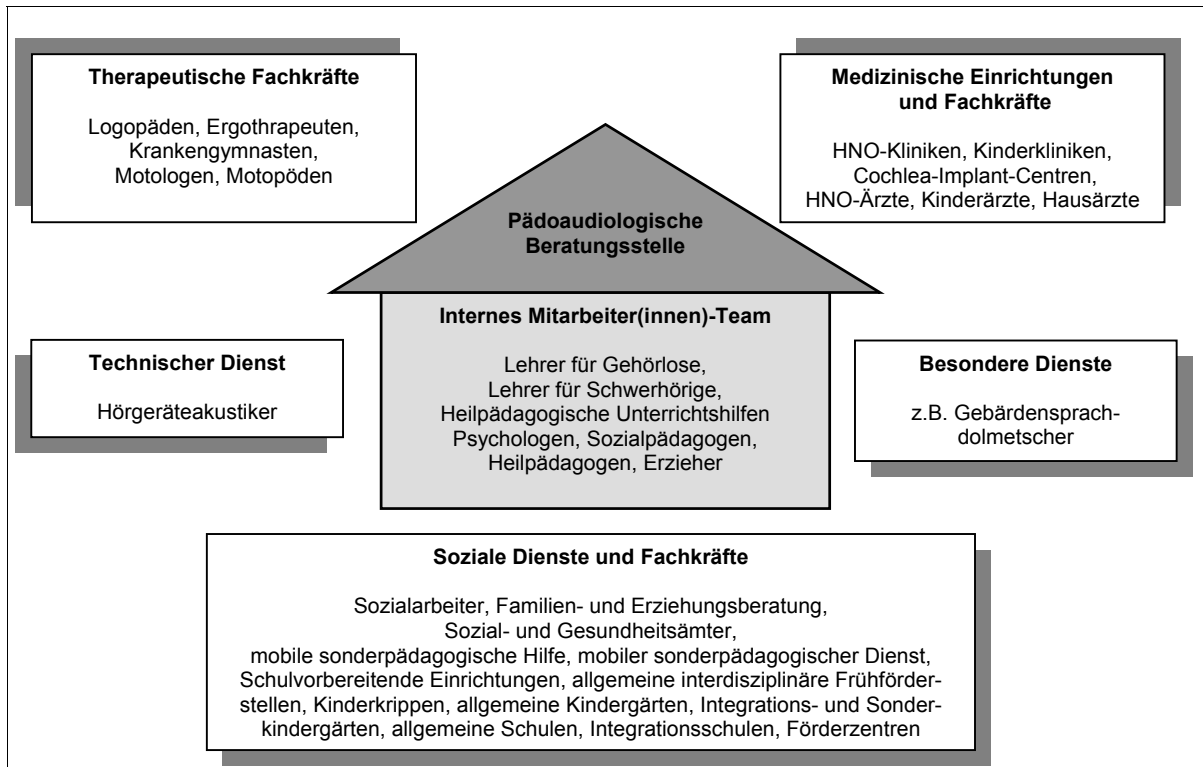 Therapeutische Fachkräfte
Logopäden, Ergothrapeuten,
Krankengymnasten,
Motologen, Motopöden
Medizinische Einrichtungen
und Fachkräfte
HNO-Kliniken, Kinderkliniken,
Cochlea-Implant-Centren,
HNO-Ärzte, Kinderärzte, Hausärzte
Pädoaudiologische
Beratungsstelle
Internes Mitarbeiter(innen)-Team
Lehrer für Gehörlose,
Lehrer für Schwerhörige,
Heilpädagogische Unterrichtshilfen
Psychologen, Sozialpädagogen,
Heilpädagogen, Erzieher
Technischer Dienst
Hörgeräteakustiker
Besondere Dienste
z.B. Gebärdensprach-
dolmetscher
Soziale Dienste und Fachkräfte
Sozialarbeiter, Familien- und Erziehungsberatung,
Sozial- und Gesundheitsämter,
mobile sonderpädagogische Hilfe, mobiler sonderpädagogischer Dienst,
Schulvorbereitende Einrichtungen, allgemeine interdisziplinäre Frühförder-
stellen, Kinderkrippen, allgemeine Kindergärten, Integrations- und Sonder-
kindergärten, allgemeine Schulen, Integrationsschulen, Förderzentren